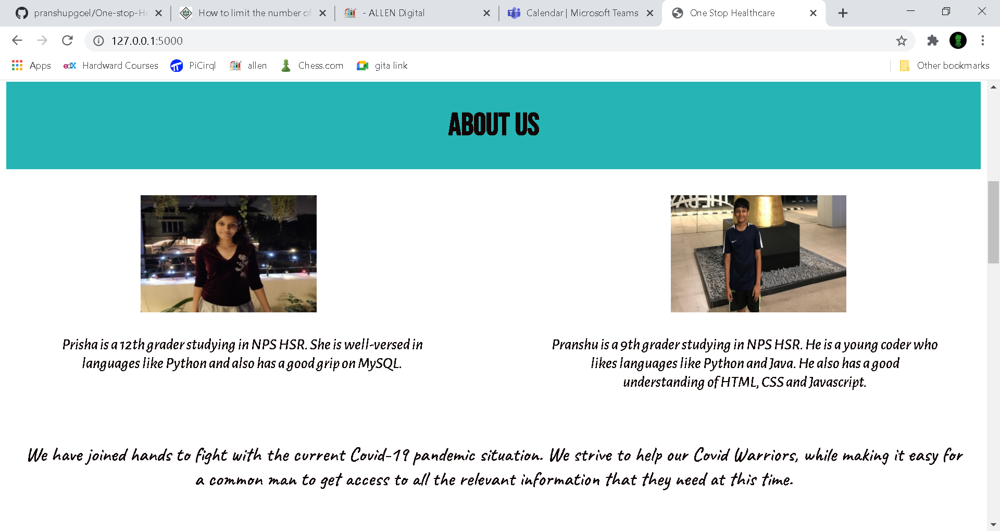 pranshupgoel/One-stop-He
How to limit the number of
- ALLEN Digital
Calendar | Microsoft Teams
One Stop Healthcare
127.0.0.1:5000
Apps
edX
Hardward Courses
PiCirql
allen
Chess.com
gita link
Other bookmarks
ABOUT US
Prisha is a 12th grader studying in NPS HSR. She is well-versed in
languages like Python and also has a good grip on MySQL.
Pranshu is a 9th grader studying in NPS HSR. He is a young coder who
likes languages like Python and Java. He also has a good
understanding of HTML, CSS and Javascript.
We have joined hands to fight with the current Covid-19 pandemic situation. We strive to help our Covid Warriors, while making it easy for
a common man to get access to all the relevant information that they need at this time.